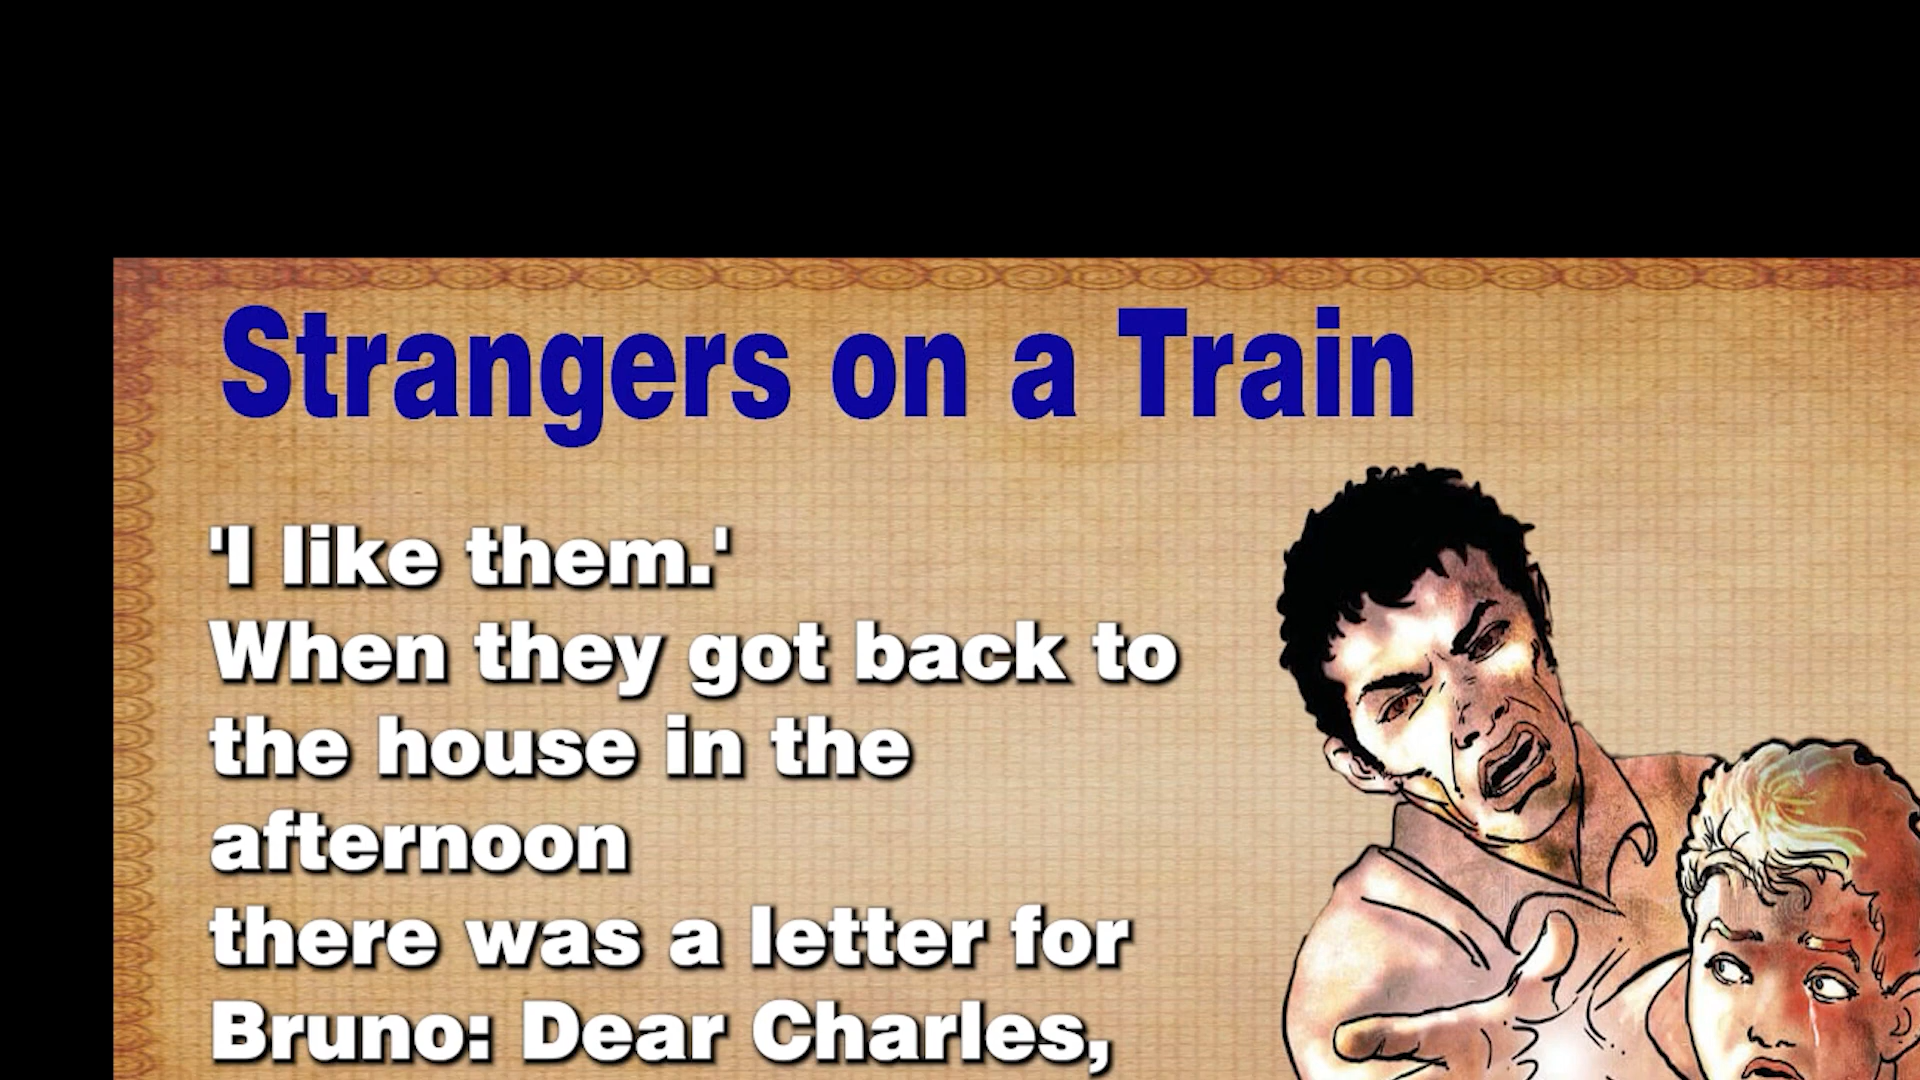 Strangers on a Train
'I like them.'
When they got back to
the house in the
afternoon
there was a letter for
Bruno: Dear Charles,